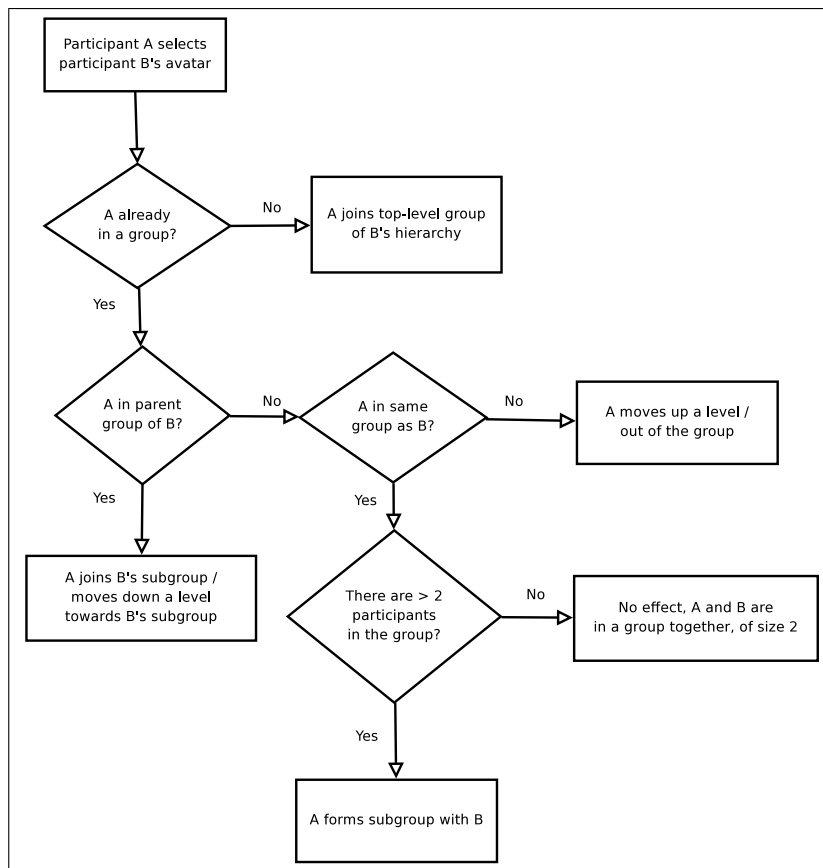 Participant A selects
participant B's avatar
A already
in a group?
No
A joins top-level group
of B's hierarchy
Yes
A in parent
group of B?
No
A in same
group as B?
No
A moves up a level /
out of the group
Yes
Yes
A joins B's subgroup /
moves down a level
towards B's subgroup
There are > 2
participants
in the group?
No
No effect, A and B are
in a group together, of size 2
Yes
A forms subgroup with B